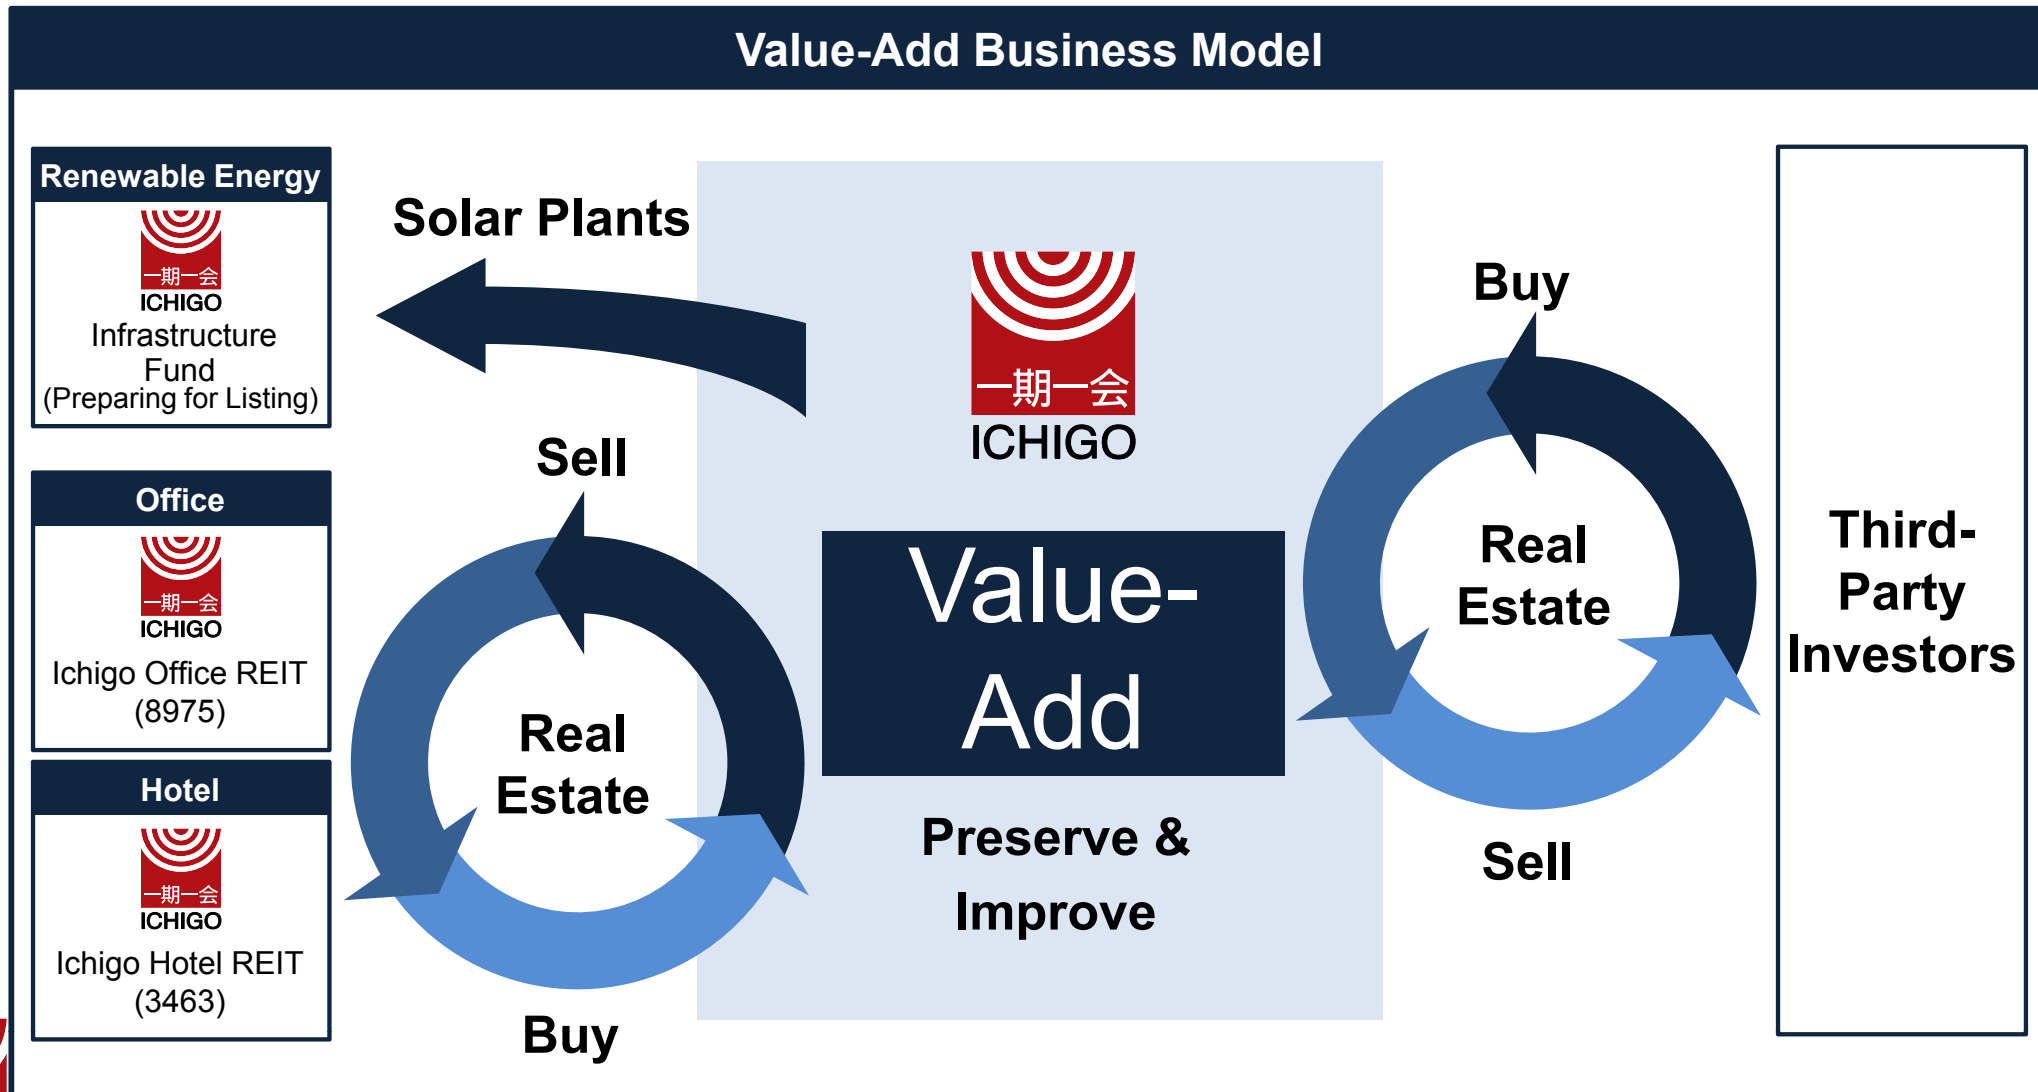 Value-Add Business Model
Renewable Energy
一期一会
ICHIGO
Infrastructure
Fund
(Preparing for Listing)
Office
一期一会
ICHIGO
Ichigo Office REIT
(8975)
Hotel
一期一会
ICHIGO
Ichigo Hotel REIT
(3463)
Solar Plants
Sell
Real
Estate
Buy
一期一会
ICHIGO
Value-
Add
Preserve &
Improve
Buy
Real
Estate
Sell
Third-
Party
Investors